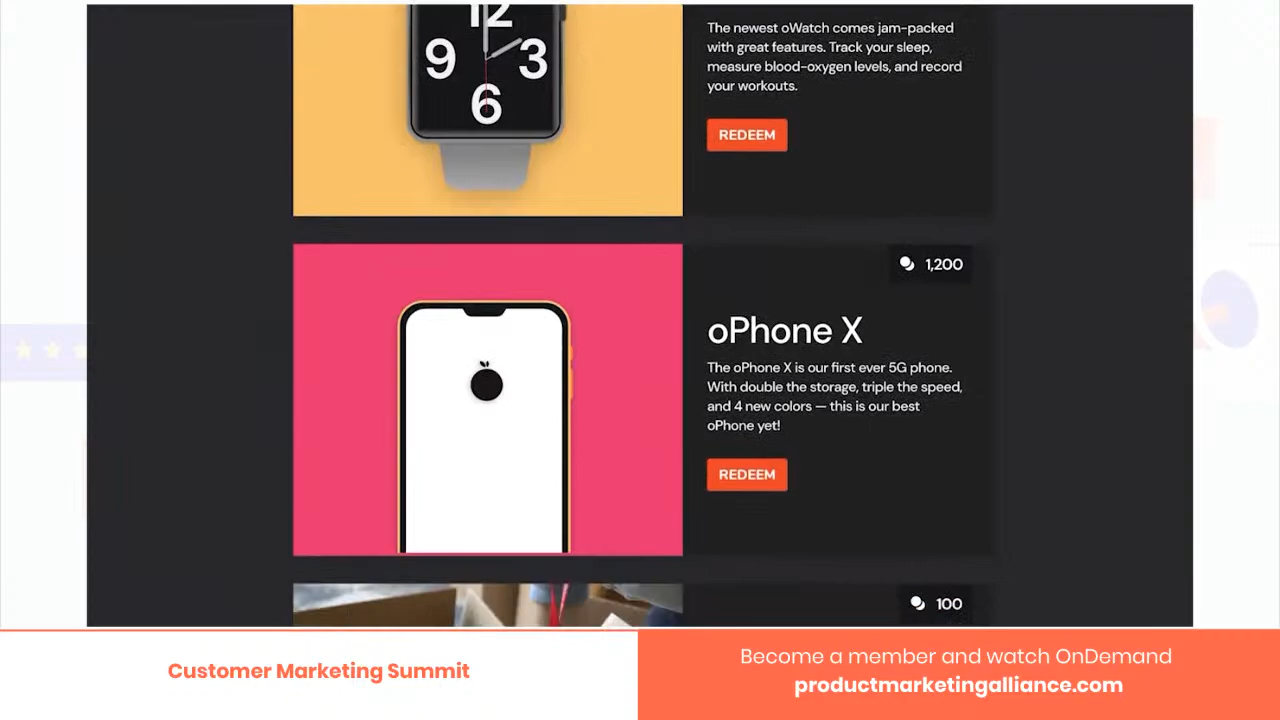 12
9
3
6
The newest oWatch comes jam-packed
with great features. Track your sleep,
measure blood-oxygen levels, and record
your workouts.
REDEEM
1,200
oPhone X
The oPhone X is our first ever 5G phone.
With double the storage, triple the speed,
and 4 new colors — this is our best
oPhone yet!
REDEEM
100
Customer Marketing Summit
Become a member and watch OnDemand
productmarketingalliance.com